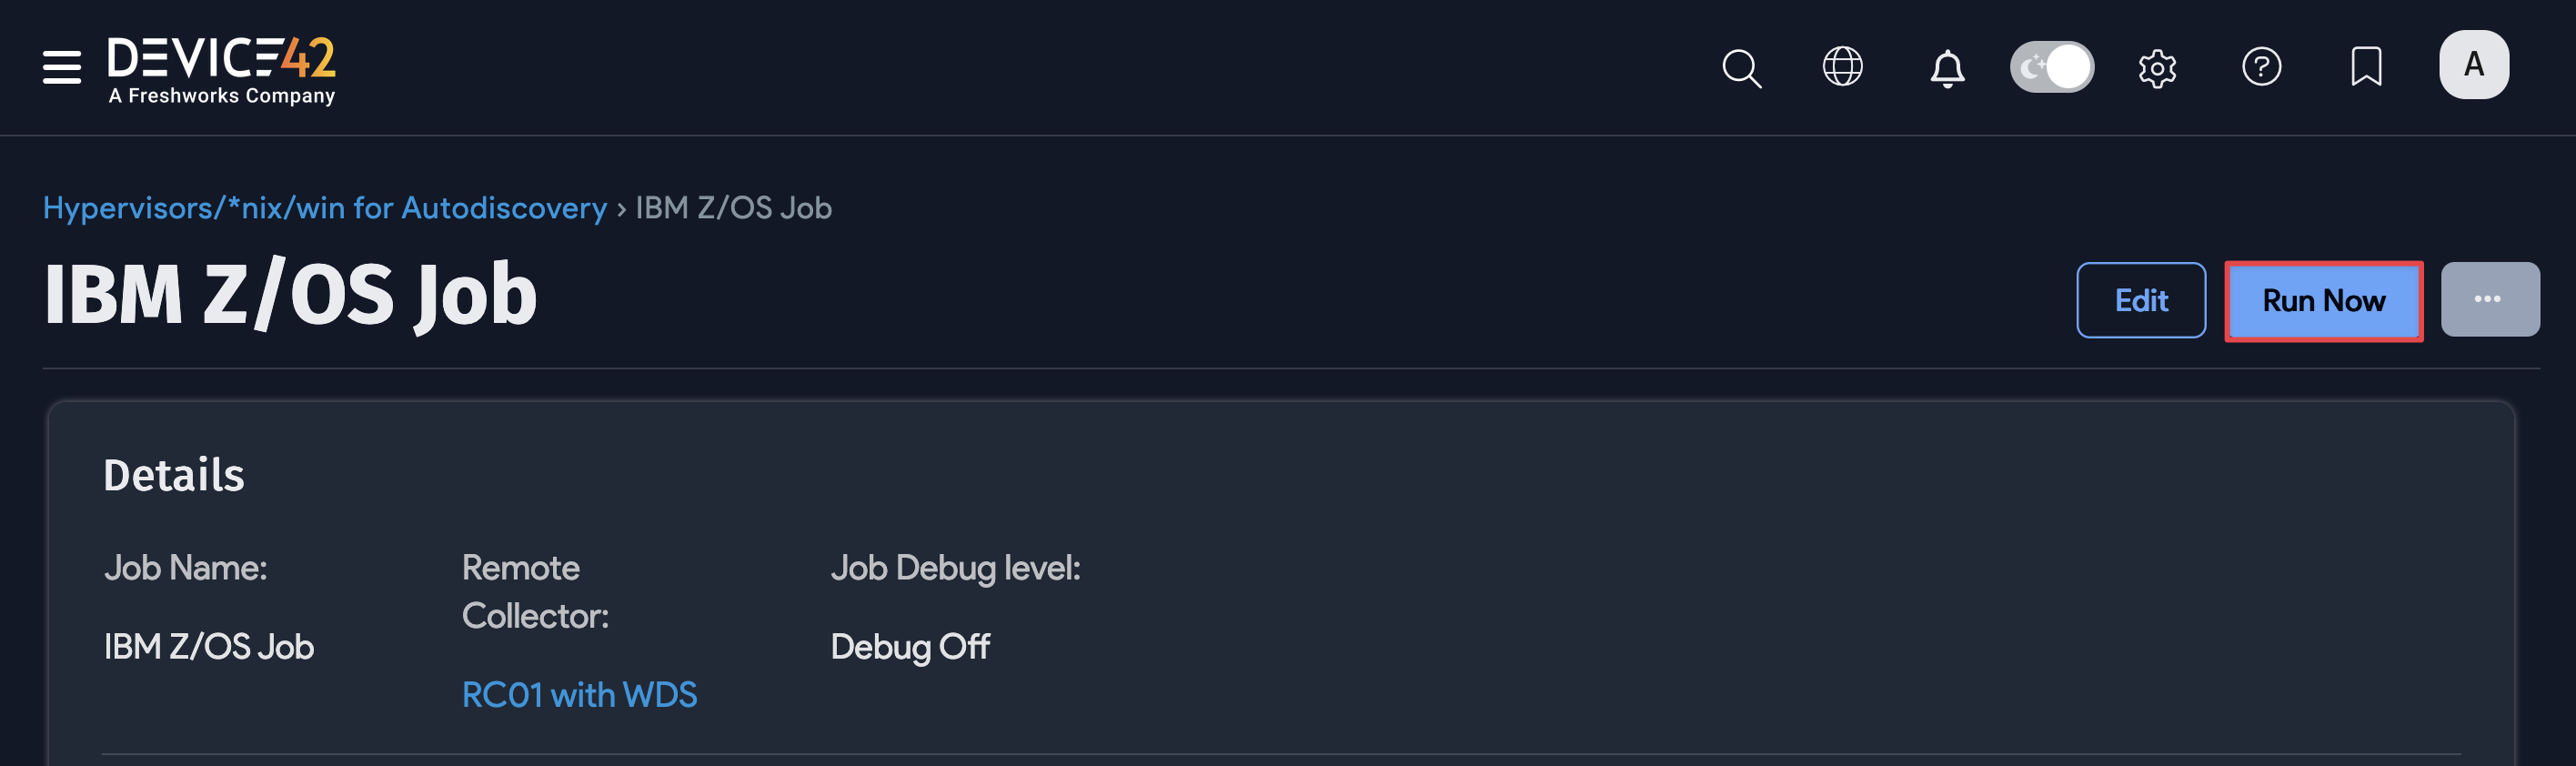 DEVICE42
A Freshworks Company
A
Hypervisors/*nix/win for Autodiscovery › IBM Z/OS Job
IBM Z/OS Job
Edit
Run Now
Details
Job Name:
IBM Z/OS Job
Remote
Collector:
RC01 with WDS
Job Debug level:
Debug Off